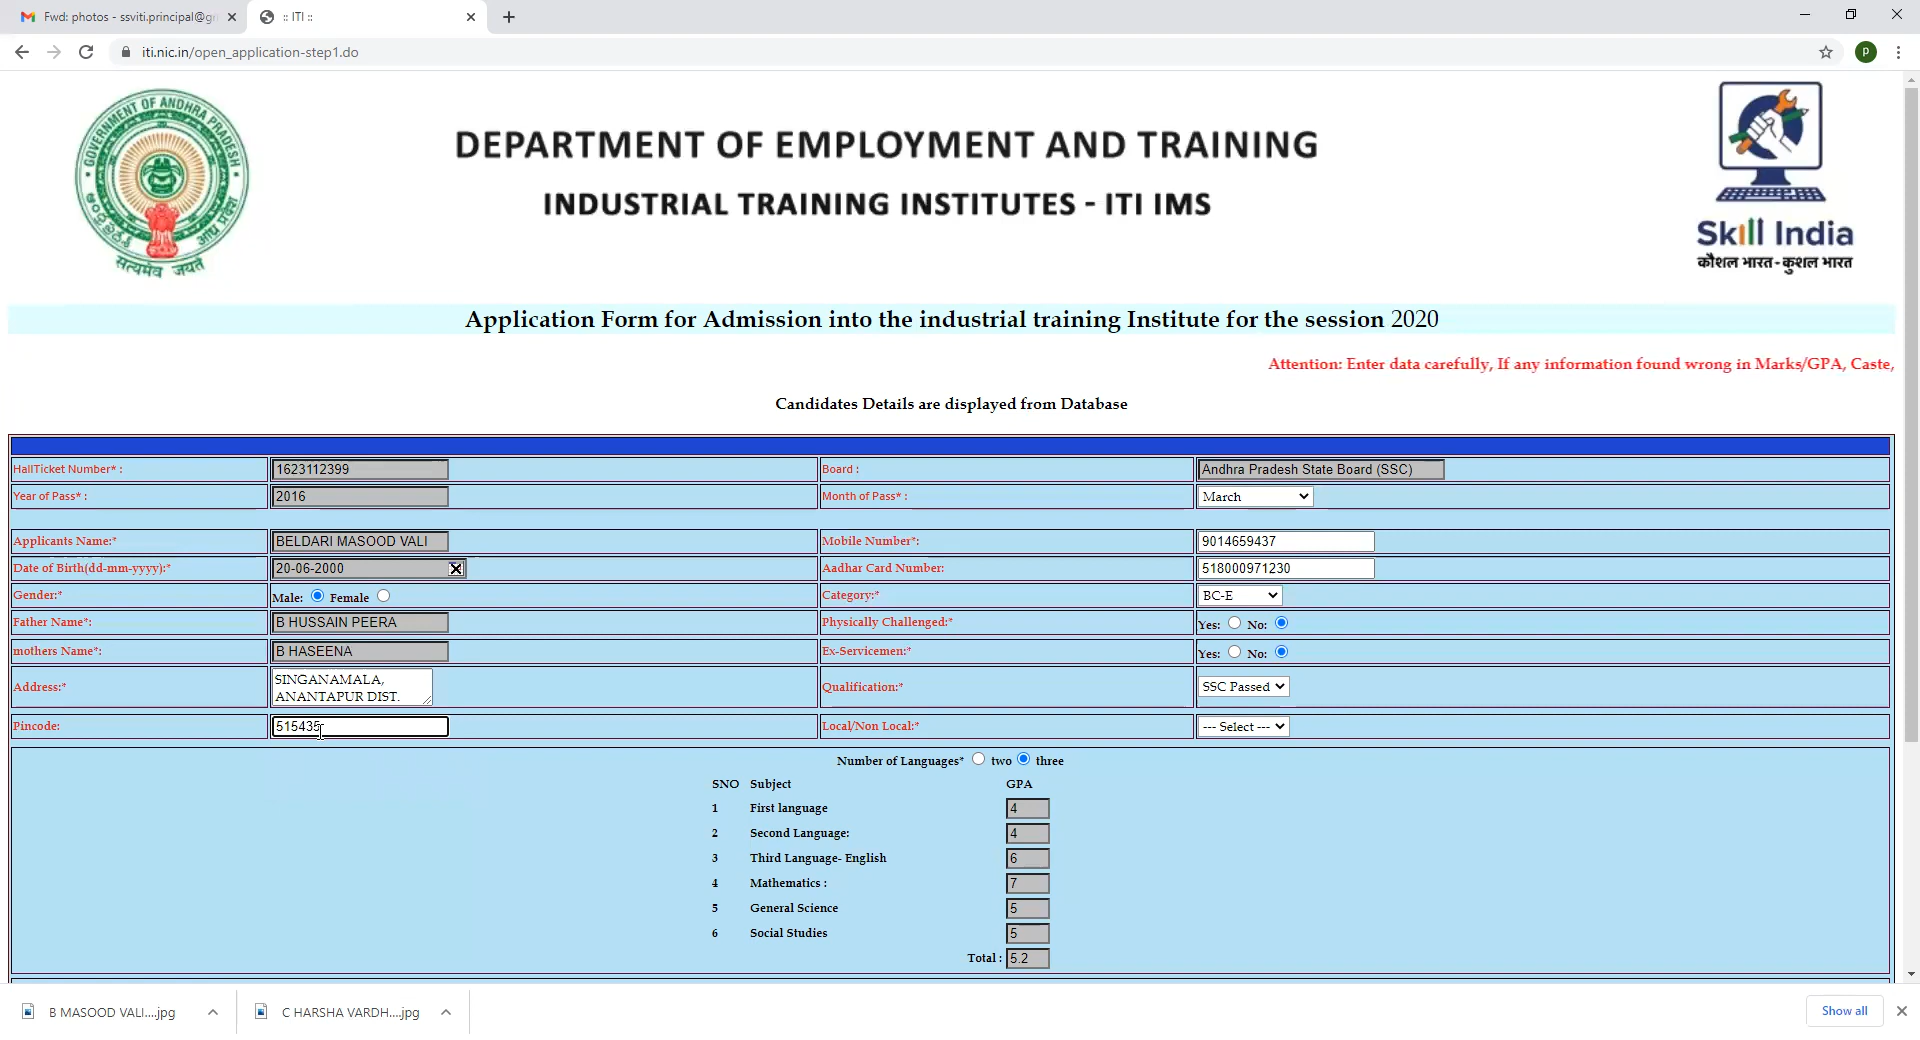 Fwd: photos - ssviti.principal@g
:: ITI ::
iti.nic.in/open_application-step1.do
P
GOVERNMENT OF ANDHRA PRADESH
सत्यमेव जयते
DEPARTMENT OF EMPLOYMENT AND TRAINING
INDUSTRIAL TRAINING INSTITUTES - ITI IMS
Skill India
कौशल भारत - कुशल भारत
Application Form for Admission into the industrial training Institute for the session 2020
Attention: Enter data carefully, If any information found wrong in Marks/GPA, Caste,
Candidates Details are displayed from Database
HallTicket Number* : 1623112399 Board : Andhra Pradesh State Board (SSC)
Year of Pass* : 2016 Month of Pass* : March
Applicants Name:* BELDARI MASOOD VALI Mobile Number*: 9014659437
Date of Birth(dd-mm-yyyy):* 20-06-2000 Aadhar Card Number: 518000971230
Gender:* Male: Female Category:* BC-E
Father Name*: B HUSSAIN PEERA Physically Challenged:* Yes: No:
mothers Name*: B HASEENA Ex-Servicemen:* Yes: No:
Address:* SINGANAMALA, ANANTAPUR DIST. Qualification:* SSC Passed
Pincode: 515435 Local/Non Local:* --- Select ---
Number of Languages* two three
SNO Subject GPA
1 First language 4
2 Second Language: 4
3 Third Language- English 6
4 Mathematics : 7
5 General Science 5
6 Social Studies 5
Total : 5.2
B MASOOD VALI....jpg C HARSHA VARDH....jpg Show all